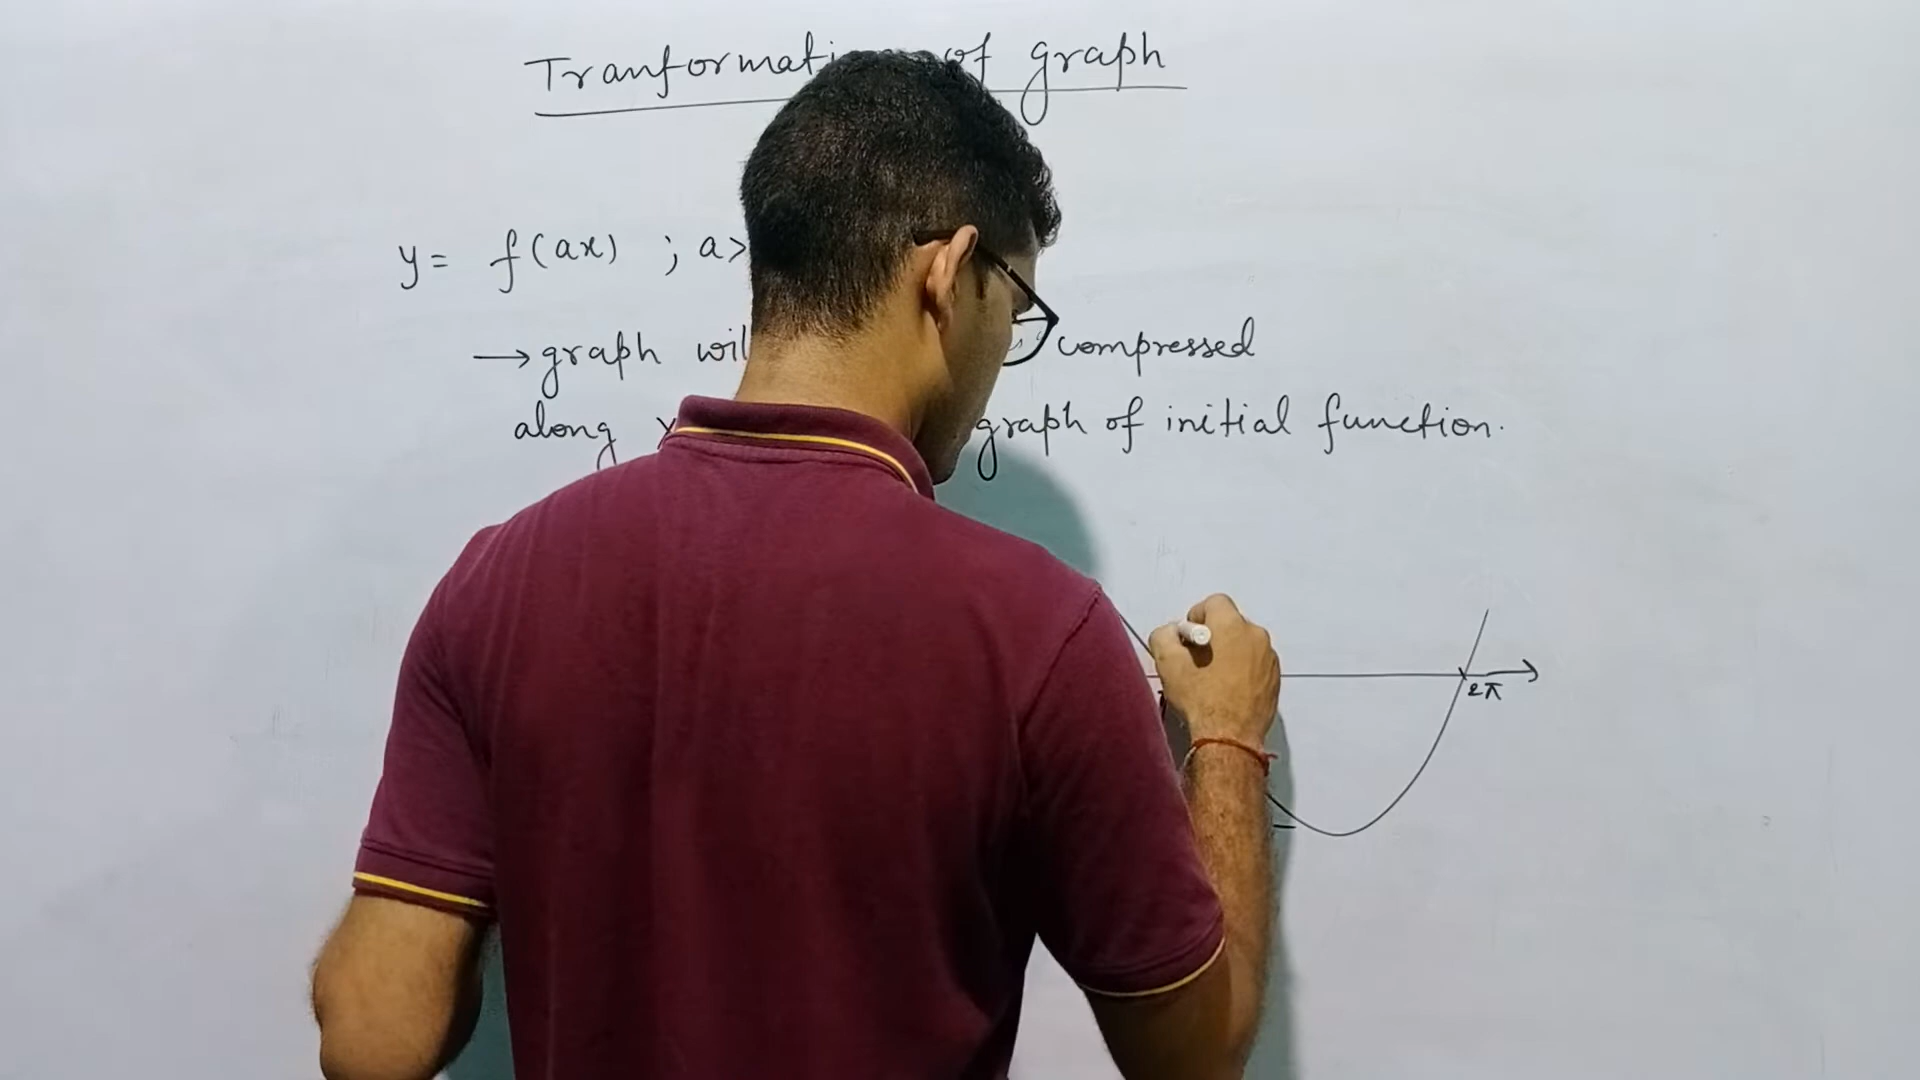 Tranformati of graph
y= f(ax) ; a>
→ graph wil compressed
along graph of initial function.
2π